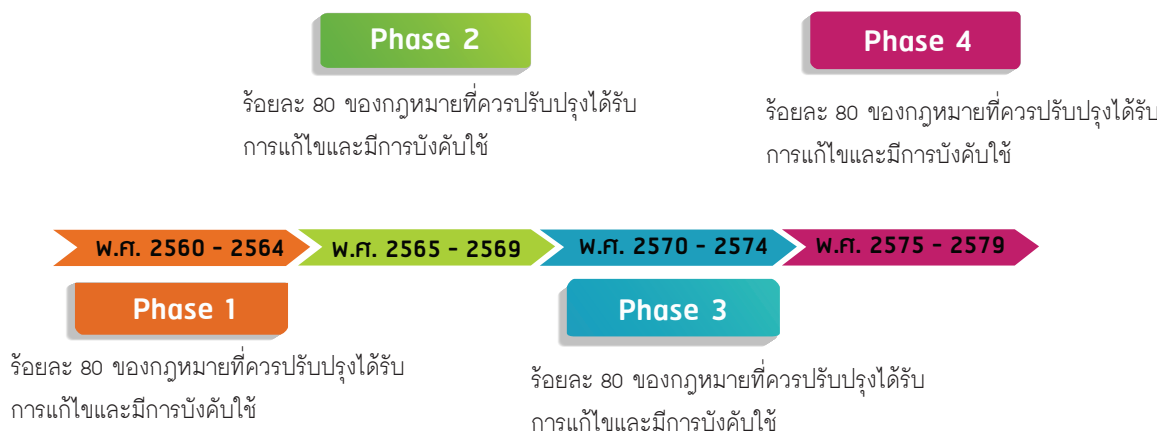 Phase 2
ร้อยละ 80 ของกฎหมายที่ควรปรับปรุงได้รับ
การแก้ไขและมีการบังคับใช้
Phase 4
ร้อยละ 80 ของกฎหมายที่ควรปรับปรุงได้รับ
การแก้ไขและมีการบังคับใช้
พ.ศ. 2560 - 2564
พ.ศ. 2565 - 2569
พ.ศ. 2570 - 2574
พ.ศ. 2575 - 2579
Phase 1
ร้อยละ 80 ของกฎหมายที่ควรปรับปรุงได้รับ
การแก้ไขและมีการบังคับใช้
Phase 3
ร้อยละ 80 ของกฎหมายที่ควรปรับปรุงได้รับ
การแก้ไขและมีการบังคับใช้